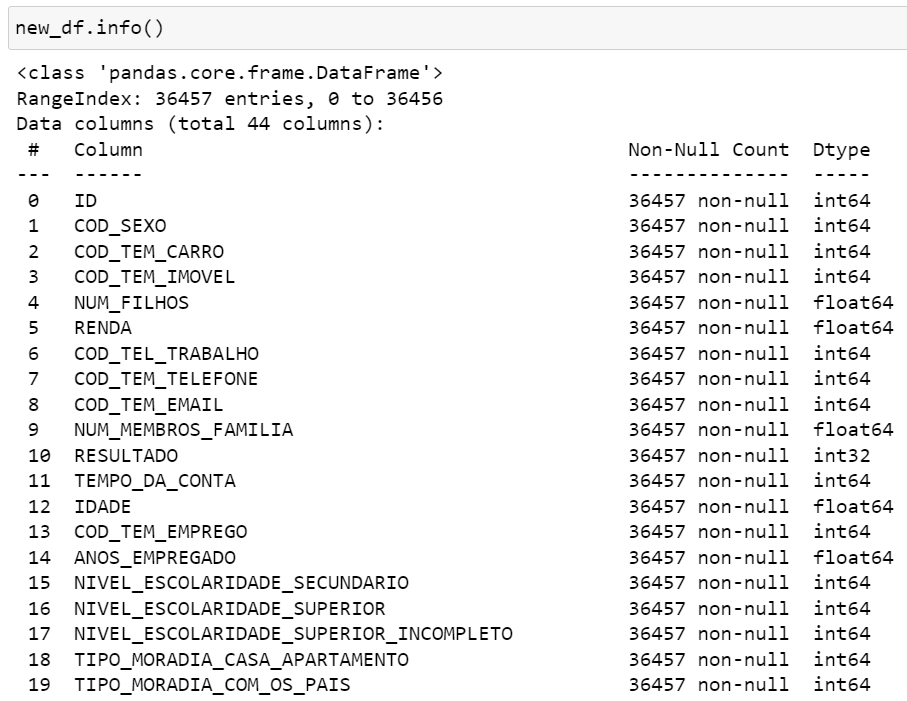 new_df.info()
<class 'pandas.core.frame.DataFrame'>
RangeIndex: 36457 entries, 0 to 36456
Data columns (total 44 columns):
 #   Column                                          Non-Null Count  Dtype
---  ------                                          --------------  -----
 0   ID                                              36457 non-null  int64
 1   COD_SEXO                                        36457 non-null  int64
 2   COD_TEM_CARRO                                   36457 non-null  int64
 3   COD_TEM_IMOVEL                                  36457 non-null  int64
 4   NUM_FILHOS                                      36457 non-null  float64
 5   RENDA                                           36457 non-null  float64
 6   COD_TEL_TRABALHO                                36457 non-null  int64
 7   COD_TEM_TELEFONE                                36457 non-null  int64
 8   COD_TEM_EMAIL                                   36457 non-null  int64
 9   NUM_MEMBROS_FAMILIA                             36457 non-null  float64
 10  RESULTADO                                       36457 non-null  int32
 11  TEMPO_DA_CONTA                                  36457 non-null  int64
 12  IDADE                                           36457 non-null  float64
 13  COD_TEM_EMPREGO                                 36457 non-null  int64
 14  ANOS_EMPREGADO                                  36457 non-null  float64
 15  NIVEL_ESCOLARIDADE_SECUNDARIO                   36457 non-null  int64
 16  NIVEL_ESCOLARIDADE_SUPERIOR                     36457 non-null  int64
 17  NIVEL_ESCOLARIDADE_SUPERIOR_INCOMPLETO          36457 non-null  int64
 18  TIPO_MORADIA_CASA_APARTAMENTO                   36457 non-null  int64
 19  TIPO_MORADIA_COM_OS_PAIS                        36457 non-null  int64